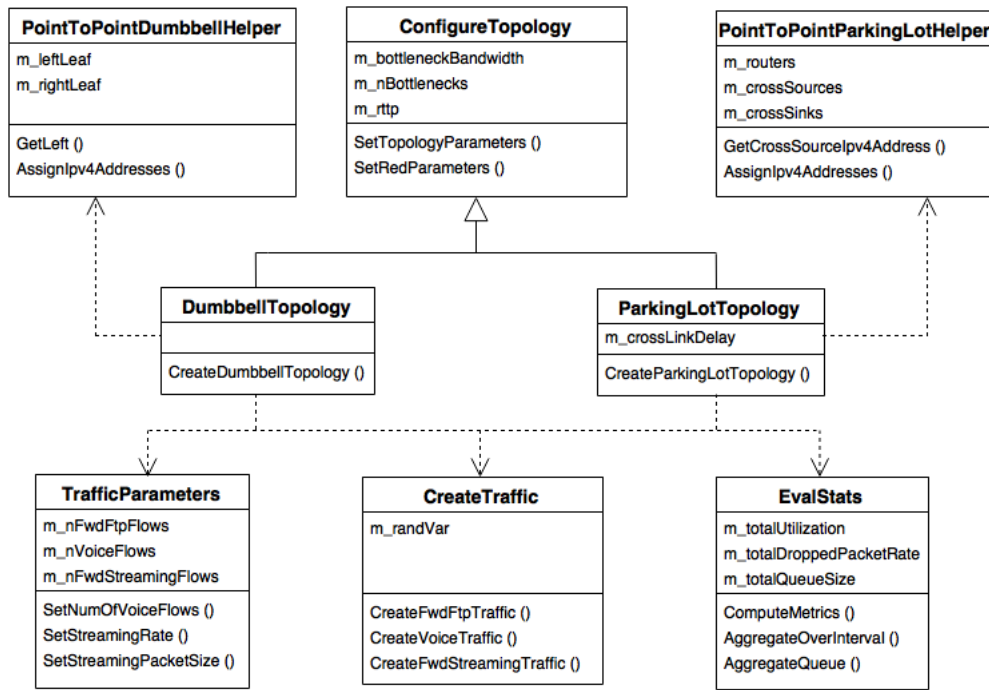 PointToPointDumbbellHelper
m_leftLeaf
m_rightLeaf
GetLeft ()
AssignIpv4Addresses ()
ConfigureTopology
m_bottleneckBandwidth
m_nBottlenecks
m_rttp
SetTopologyParameters ()
SetRedParameters ()
PointToPointParkingLotHelper
m_routers
m_crossSources
m_crossSinks
GetCrossSourceIpv4Address ()
AssignIpv4Addresses ()
DumbbellTopology
CreateDumbbellTopology ()
ParkingLotTopology
m_crossLinkDelay
CreateParkingLotTopology ()
TrafficParameters
m_nFwdFtpFlows
m_nVoiceFlows
m_nFwdStreamingFlows
SetNumOfVoiceFlows ()
SetStreamingRate ()
SetStreamingPacketSize ()
CreateTraffic
m_randVar
CreateFwdFtpTraffic ()
CreateVoiceTraffic ()
CreateFwdStreamingTraffic ()
EvalStats
m_totalUtilization
m_totalDroppedPacketRate
m_totalQueueSize
ComputeMetrics ()
AggregateOverInterval ()
AggregateQueue ()